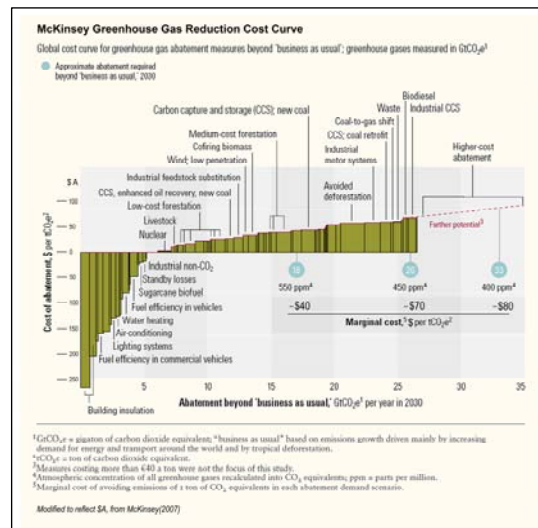 McKinsey Greenhouse Gas Reduction Cost Curve
Global cost curve for greenhouse gas abatement measures beyond 'business as usual'; greenhouse gases measured in GtCO₂e¹
Approximate abatement required
beyond 'business as usual,' 2030
Biodiesel
Waste
Industrial CCS
Carbon capture and storage (CCS); new coal
Coal-to-gas shift
Medium-cost forestation
CCS; coal retrofit
Higher-cost
abatement
Cofiring biomass
Industrial
motor systems
Wind; low penetration
Industrial feedstock substitution
Avoided
deforestation
CCS, enhanced oil recovery, new coal
Low-cost forestation
Livestock
Nuclear
Further potential³
$ A
100
50
0
50
100
150
200
250
Cost of abatement, $ per tCO₂e²
Industrial non-CO₂
Standby losses
Sugarcane biofuel
Fuel efficiency in vehicles
Water heating
Air-conditioning
Lighting systems
Fuel efficiency in commercial vehicles
Building insulation
18 26 33
550 ppm⁴ 450 ppm⁴ 400 ppm⁴
~$40 ~$70 ~$80
Marginal cost,⁵ $ per tCO₂e²
5 10 15 20 25 30 35
Abatement beyond 'business as usual,' GtCO₂e¹ per year in 2030
¹GtCO₂e = gigaton of carbon dioxide equivalent; "business as usual" based on emissions growth driven mainly by increasing
demand for energy and transport around the world and by tropical deforestation.
²tCO₂e = ton of carbon dioxide equivalent.
³Measures costing more than €40 a ton were not the focus of this study.
⁴Atmospheric concentration of all greenhouse gases recalculated into CO₂ equivalents; ppm = parts per million.
⁵Marginal cost of avoiding emissions of 1 ton of CO₂ equivalents in each abatement demand scenario.
Modified to reflect $A, from McKinsey(2007)